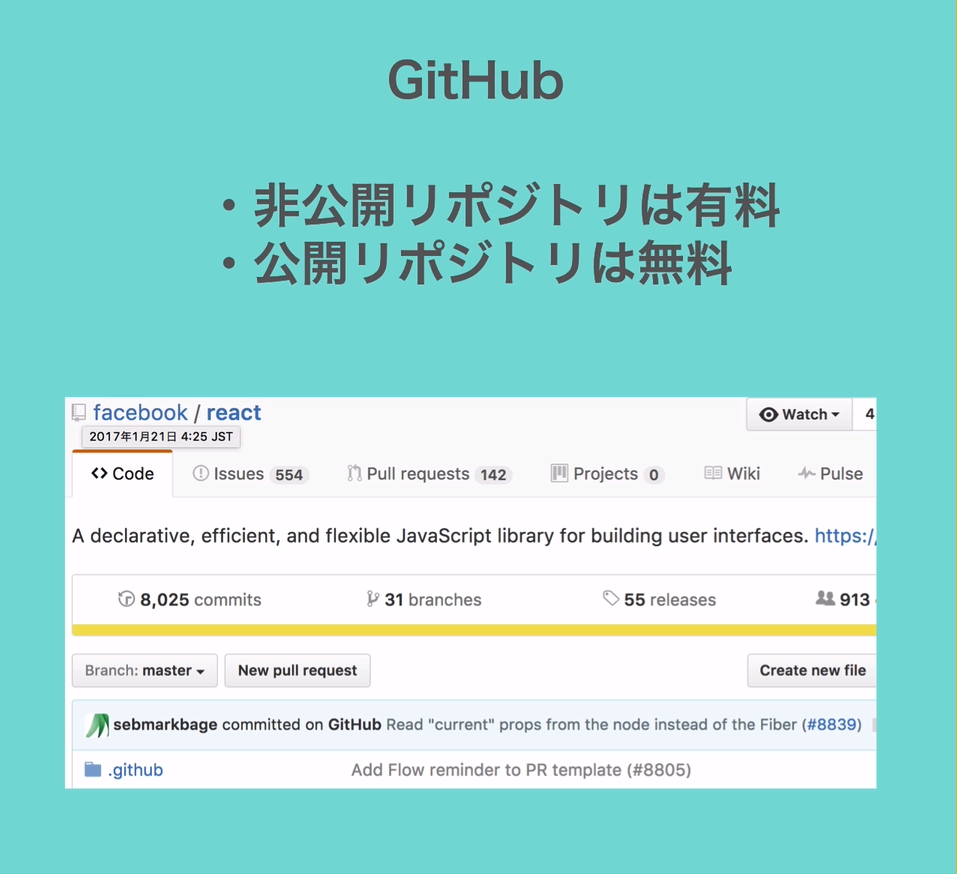 GitHub
・非公開リポジトリは有料
・公開リポジトリは無料
facebook / react
Watch 4
2017年1月21日 4:25 JST
Code Issues 554 Pull requests 142 Projects 0 Wiki Pulse
A declarative, efficient, and flexible JavaScript library for building user interfaces. https:/
8,025 commits 31 branches 55 releases 913
Branch: master New pull request Create new file
sebmarkbage committed on GitHub Read "current" props from the node instead of the Fiber (#8839)
.github Add Flow reminder to PR template (#8805)